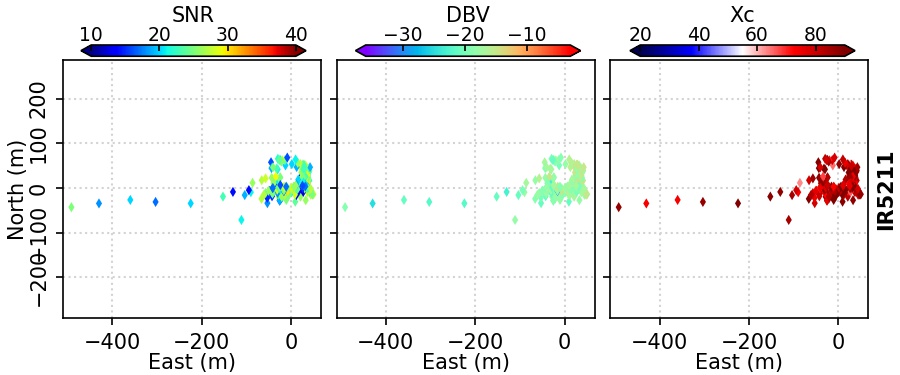 SNR DBV Xc
10 20 30 40 −30 −20 −10 20 40 60 80
North (m)
200
100
0
−100
−200
IR5211
−400 −200 0 −400 −200 0 −400 −200 0
East (m) East (m) East (m)